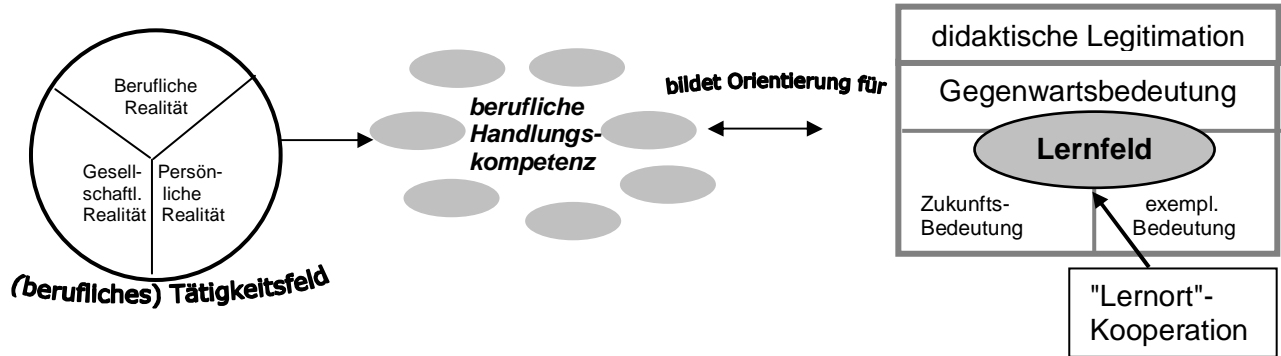 Berufliche
Realität
Gesell-
schaftl.
Realität
Persön-
liche
Realität
(berufliches) Tätigkeitsfeld
berufliche
Handlungs-
kompetenz
bildet Orientierung für
didaktische Legitimation
Gegenwartsbedeutung
Lernfeld
Zukunfts-
Bedeutung
exempl.
Bedeutung
"Lernort"-
Kooperation